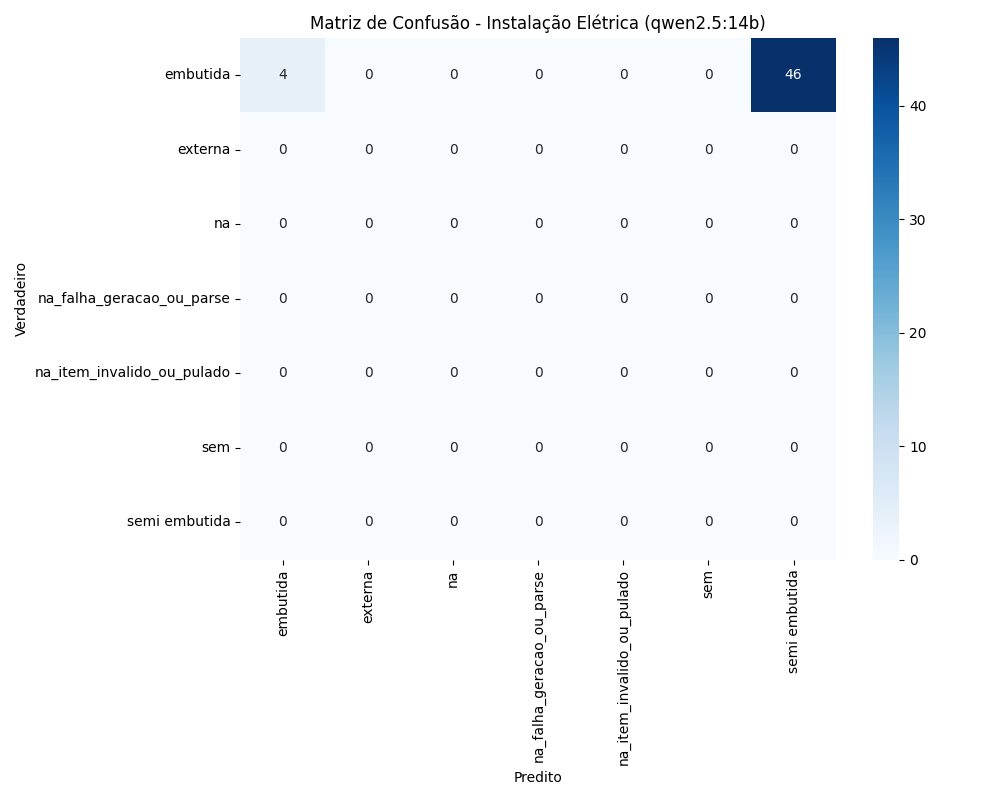 Matriz de Confusão - Instalação Elétrica (qwen2.5:14b)
Verdadeiro
embutida 4 0 0 0 0 0 46
externa 0 0 0 0 0 0 0
na 0 0 0 0 0 0 0
na_falha_geracao_ou_parse 0 0 0 0 0 0 0
na_item_invalido_ou_pulado 0 0 0 0 0 0 0
sem 0 0 0 0 0 0 0
semi embutida 0 0 0 0 0 0 0
embutida
externa
na
na_falha_geracao_ou_parse
na_item_invalido_ou_pulado
sem
semi embutida
Predito
40
30
20
10
0